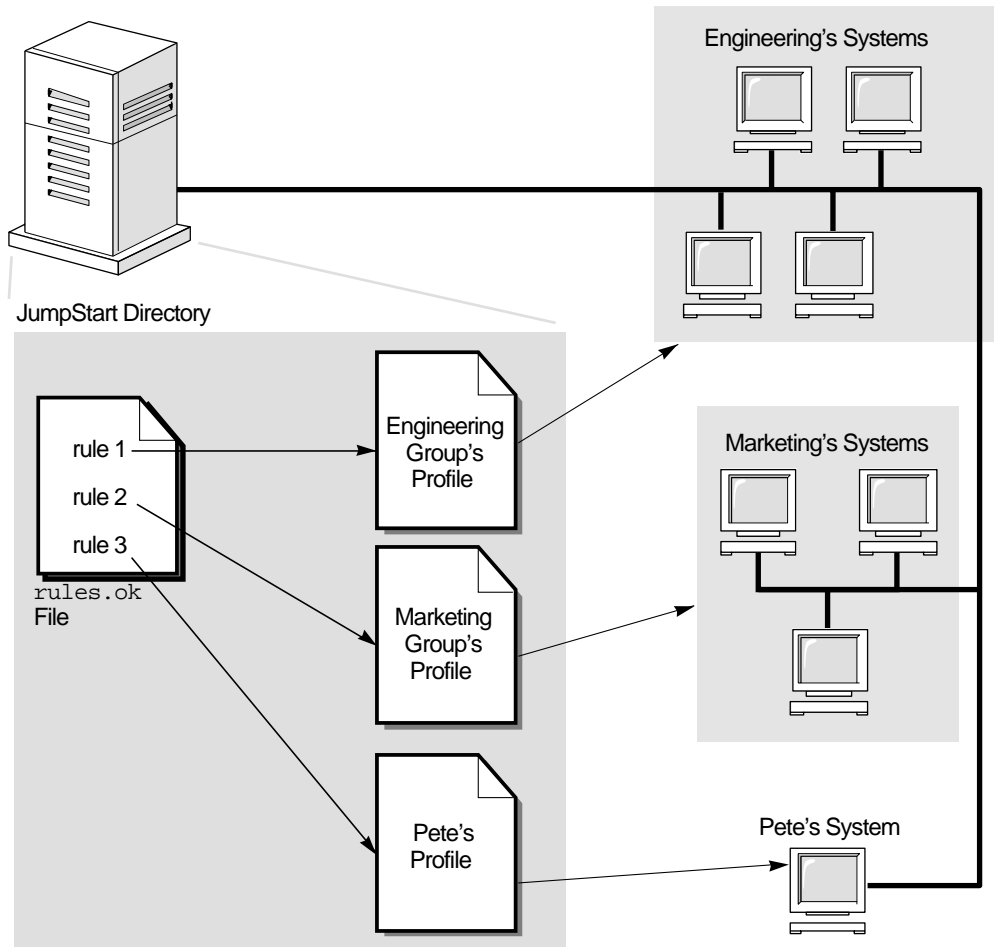 Engineering's Systems
JumpStart Directory
Engineering
Group's
Profile
rule 1
rule 2
rule 3
rules.ok
File
Marketing's Systems
Marketing
Group's
Profile
Pete's
Profile
Pete's System